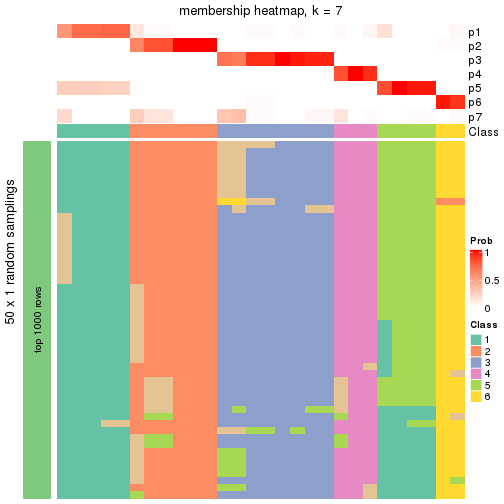 membership heatmap, k = 7
p1
p2
p3
p4
p5
p6
p7
Class
50 x 1 random samplings
top 1000 rows
Prob
1
0.5
0
Class
1
2
3
4
5
6